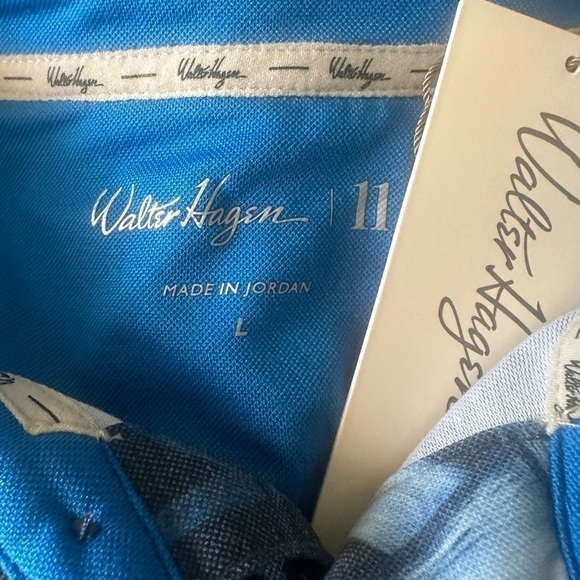 Walter Hagen — Walter Hagen — Walter Hagen —
Walter Hagen | 11
MADE IN JORDAN
L
Walter Hagen